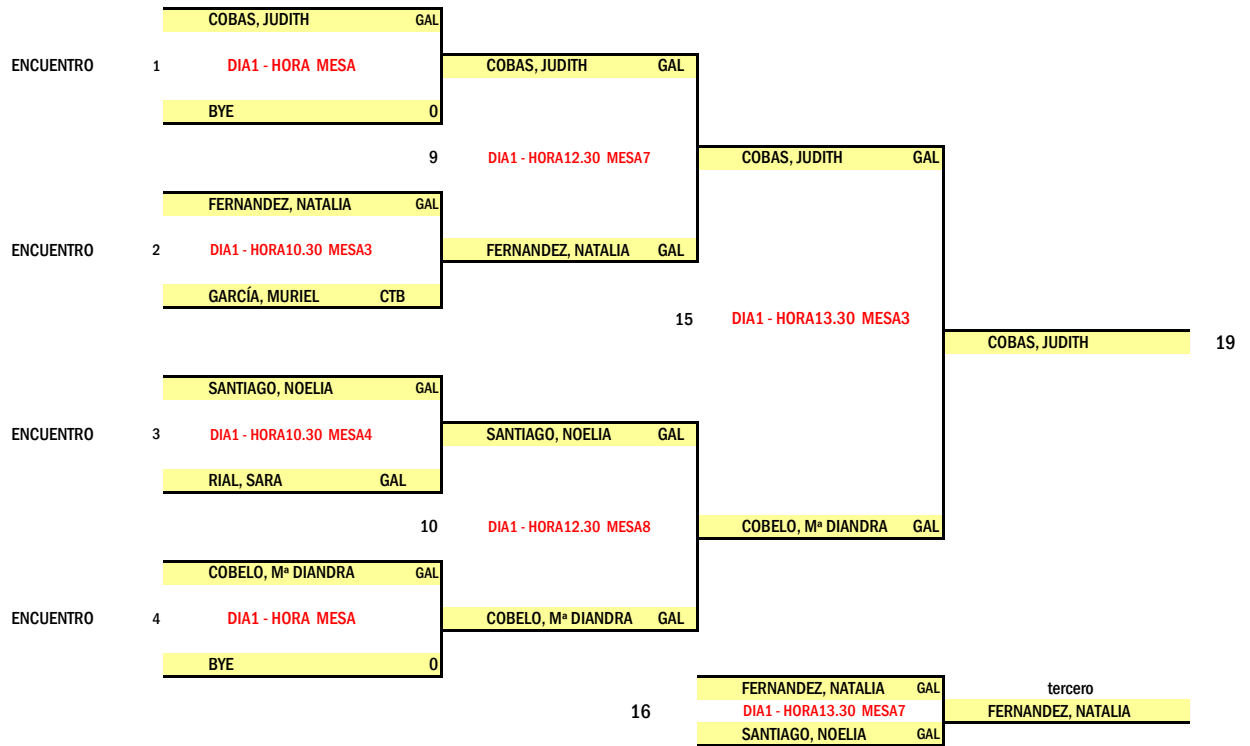 COBAS, JUDITH GAL
ENCUENTRO 1 DIA1 - HORA MESA COBAS, JUDITH GAL
BYE 0
9 DIA1 - HORA12.30 MESA7 COBAS, JUDITH GAL
FERNANDEZ, NATALIA GAL
ENCUENTRO 2 DIA1 - HORA10.30 MESA3 FERNANDEZ, NATALIA GAL
GARCÍA, MURIEL CTB
15 DIA1 - HORA13.30 MESA3
COBAS, JUDITH 19
SANTIAGO, NOELIA GAL
ENCUENTRO 3 DIA1 - HORA10.30 MESA4 SANTIAGO, NOELIA GAL
RIAL, SARA GAL
10 DIA1 - HORA12.30 MESA8 COBELO, Mª DIANDRA GAL
COBELO, Mª DIANDRA GAL
ENCUENTRO 4 DIA1 - HORA MESA COBELO, Mª DIANDRA GAL
BYE 0
FERNANDEZ, NATALIA GAL tercero
16 DIA1 - HORA13.30 MESA7 FERNANDEZ, NATALIA
SANTIAGO, NOELIA GAL